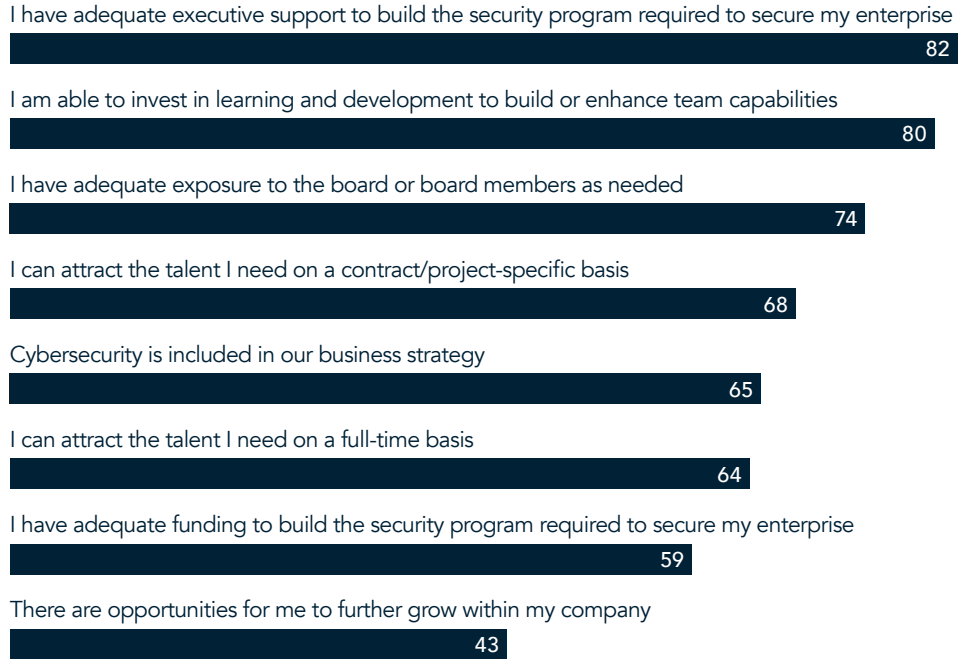 I have adequate executive support to build the security program required to secure my enterprise
82
I am able to invest in learning and development to build or enhance team capabilities
80
I have adequate exposure to the board or board members as needed
74
I can attract the talent I need on a contract/project-specific basis
68
Cybersecurity is included in our business strategy
65
I can attract the talent I need on a full-time basis
64
I have adequate funding to build the security program required to secure my enterprise
59
There are opportunities for me to further grow within my company
43